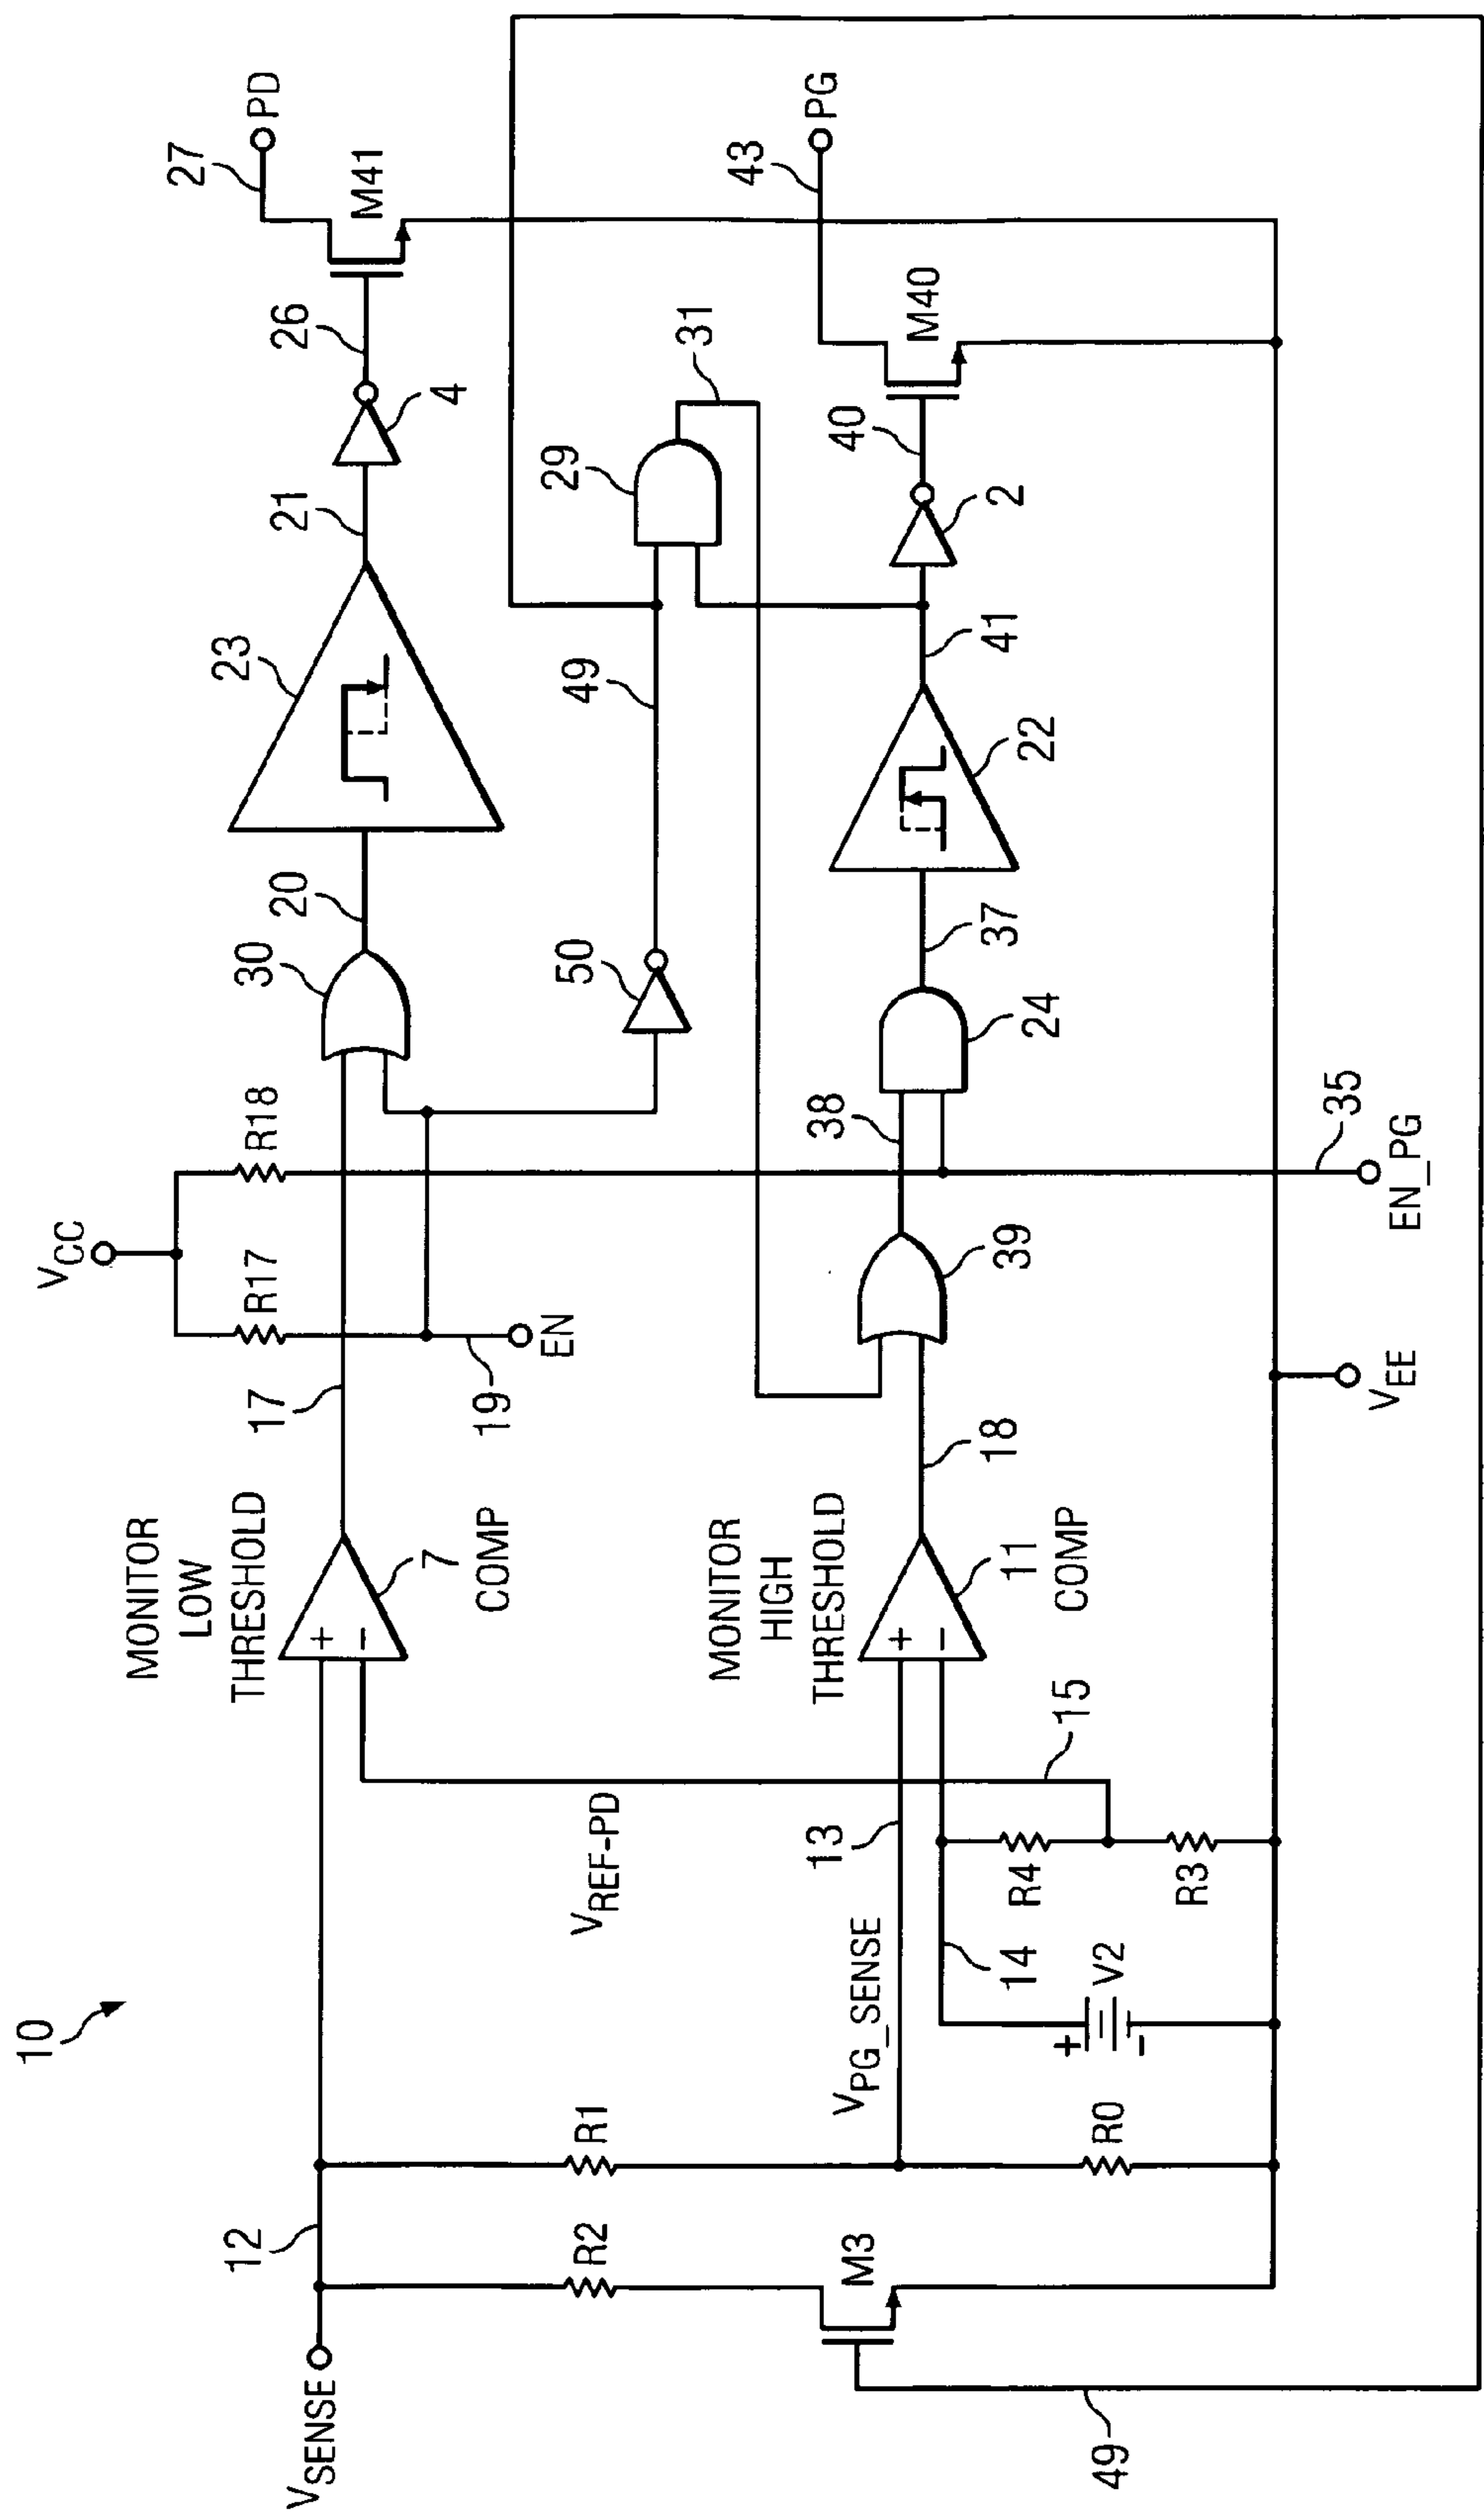 10
VSENSE
12
R2
M3
49
R1
R0
VPG_SENSE
13
14
V2
VREF-PD
R4
R3
15
MONITOR
LOW
THRESHOLD
7
COMP
MONITOR
HIGH
THRESHOLD
11
COMP
17
18
19
EN
VCC
R17
R18
VEE
39
38
35
EN_PG
30
20
50
24
37
23
49
22
21
41
4
29
2
26
40
31
27
M41
M40
PD
43
PG